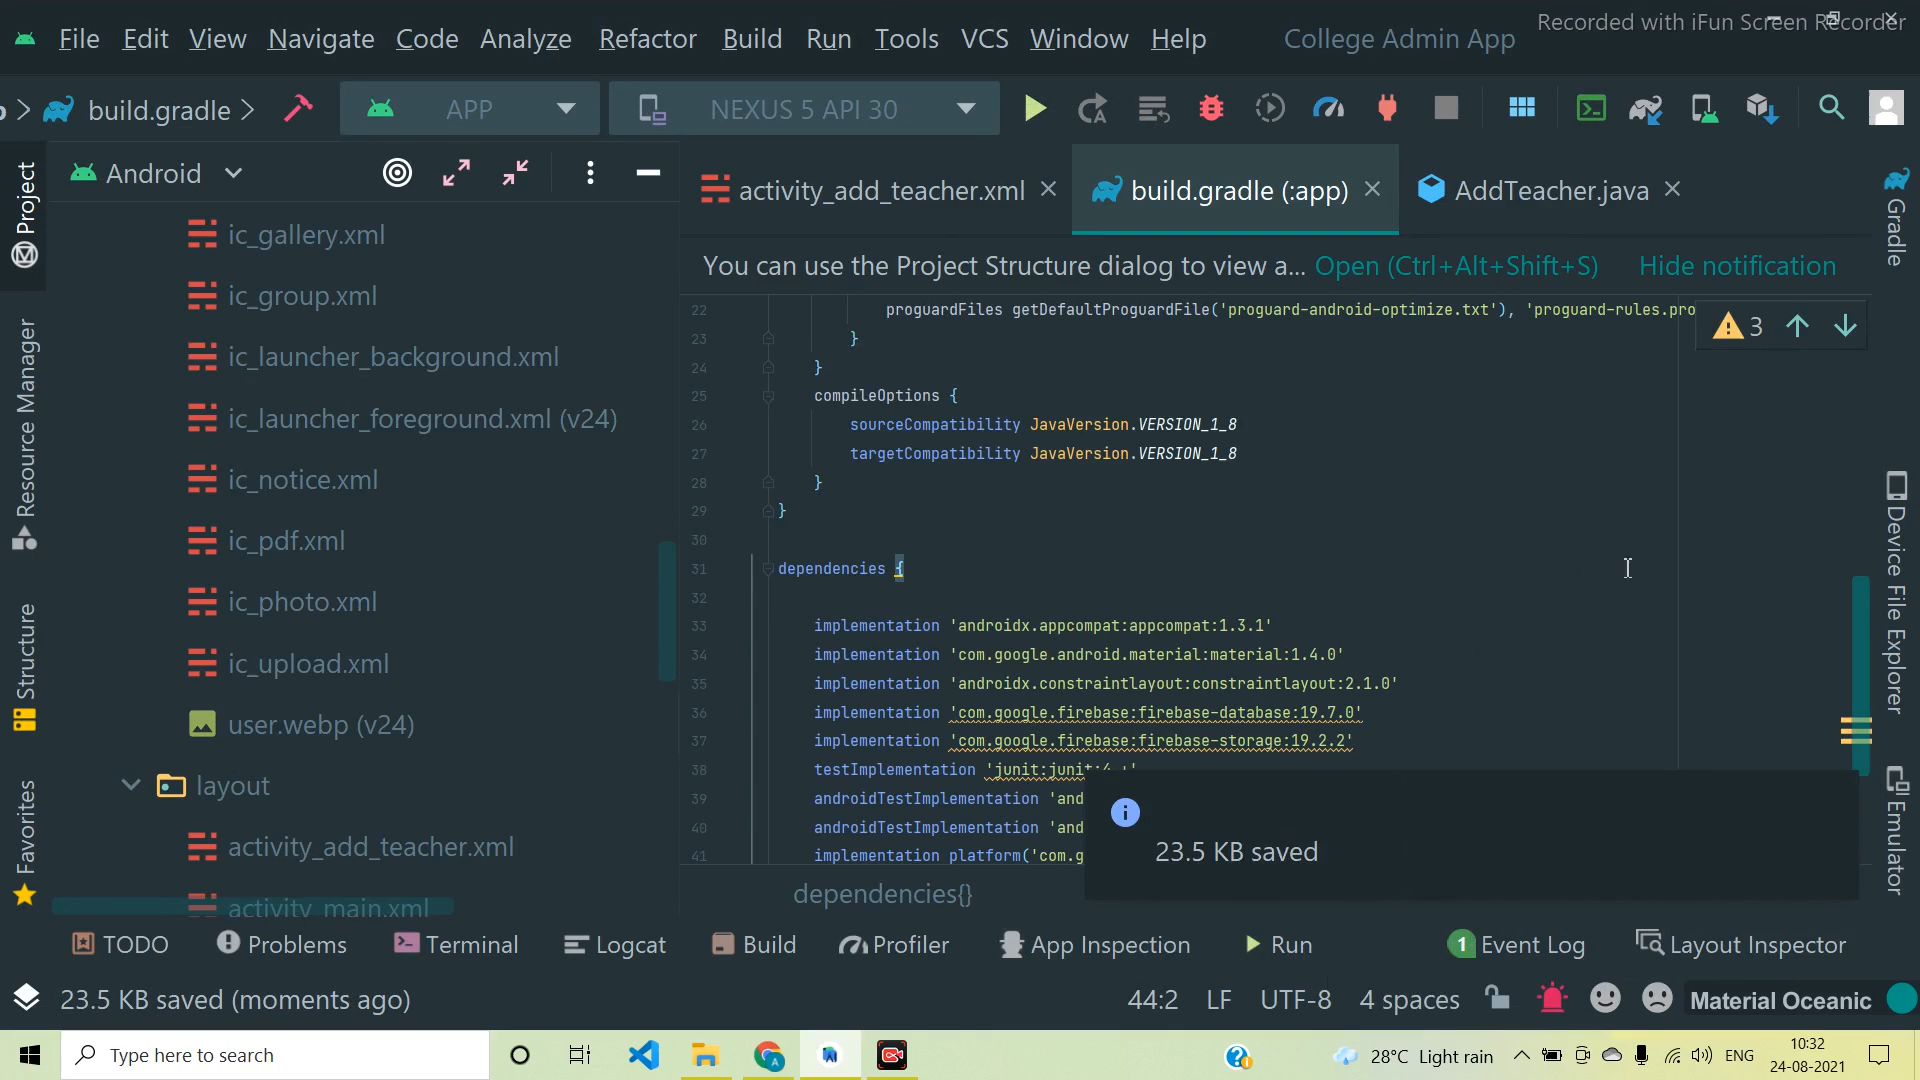 Recorded with iFun Screen Recorder
File Edit View Navigate Code Analyze Refactor Build Run Tools VCS Window Help College Admin App
build.gradle APP NEXUS 5 API 30
Project
Resource Manager
Structure
Favorites
Android
ic_gallery.xml
ic_group.xml
ic_launcher_background.xml
ic_launcher_foreground.xml (v24)
ic_notice.xml
ic_pdf.xml
ic_photo.xml
ic_upload.xml
user.webp (v24)
layout
activity_add_teacher.xml
activity_main.xml
activity_add_teacher.xml build.gradle (:app) AddTeacher.java
You can use the Project Structure dialog to view a... Open (Ctrl+Alt+Shift+S) Hide notification
3
22 proguardFiles getDefaultProguardFile('proguard-android-optimize.txt'), 'proguard-rules.pro
23 }
24 }
25 compileOptions {
26 sourceCompatibility JavaVersion.VERSION_1_8
27 targetCompatibility JavaVersion.VERSION_1_8
28 }
29 }
30
31 dependencies {
32
33 implementation 'androidx.appcompat:appcompat:1.3.1'
34 implementation 'com.google.android.material:material:1.4.0'
35 implementation 'androidx.constraintlayout:constraintlayout:2.1.0'
36 implementation 'com.google.firebase:firebase-database:19.7.0'
37 implementation 'com.google.firebase:firebase-storage:19.2.2'
38 testImplementation 'junit:junit:4.+'
39 androidTestImplementation 'and
40 androidTestImplementation 'and
41 implementation platform('com.g
23.5 KB saved
dependencies{}
Gradle
Device File Explorer
Emulator
TODO Problems Terminal Logcat Build Profiler App Inspection Run 1 Event Log Layout Inspector
23.5 KB saved (moments ago) 44:2 LF UTF-8 4 spaces Material Oceanic
Type here to search 28°C Light rain ENG 10:32
24-08-2021